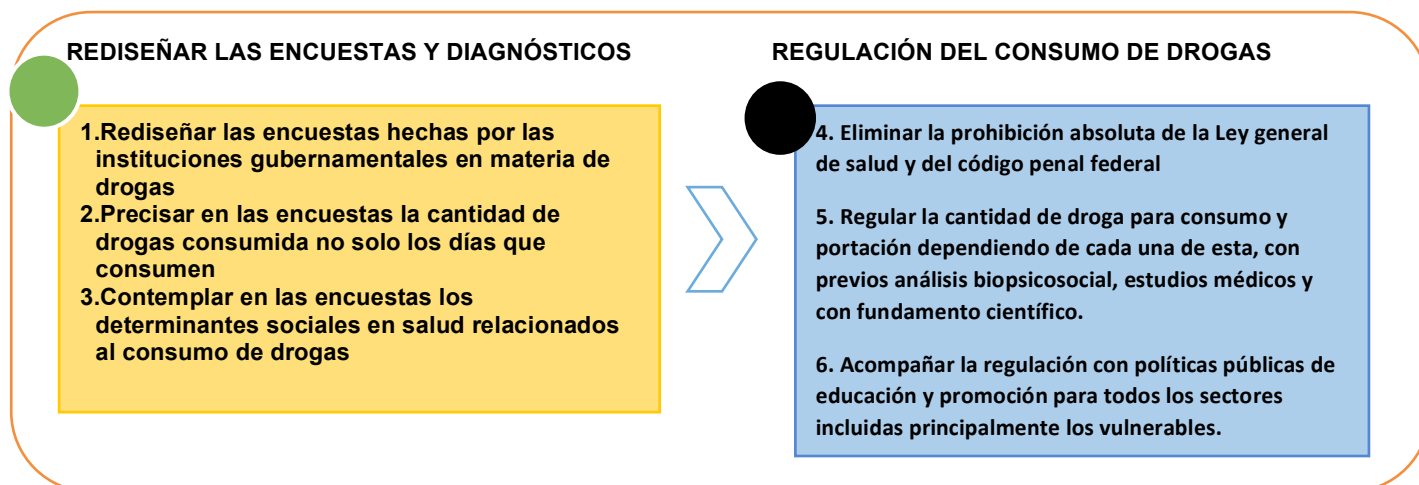 REDISEÑAR LAS ENCUESTAS Y DIAGNÓSTICOS
1.Rediseñar las encuestas hechas por las
instituciones gubernamentales en materia de
drogas
2.Precisar en las encuestas la cantidad de
drogas consumida no solo los días que
consumen
3.Contemplar en las encuestas los
determinantes sociales en salud relacionados
al consumo de drogas
REGULACIÓN DEL CONSUMO DE DROGAS
4. Eliminar la prohibición absoluta de la Ley general
de salud y del código penal federal
5. Regular la cantidad de droga para consumo y
portación dependiendo de cada una de esta, con
previos análisis biopsicosocial, estudios médicos y
con fundamento científico.
6. Acompañar la regulación con políticas públicas de
educación y promoción para todos los sectores
incluidas principalmente los vulnerables.